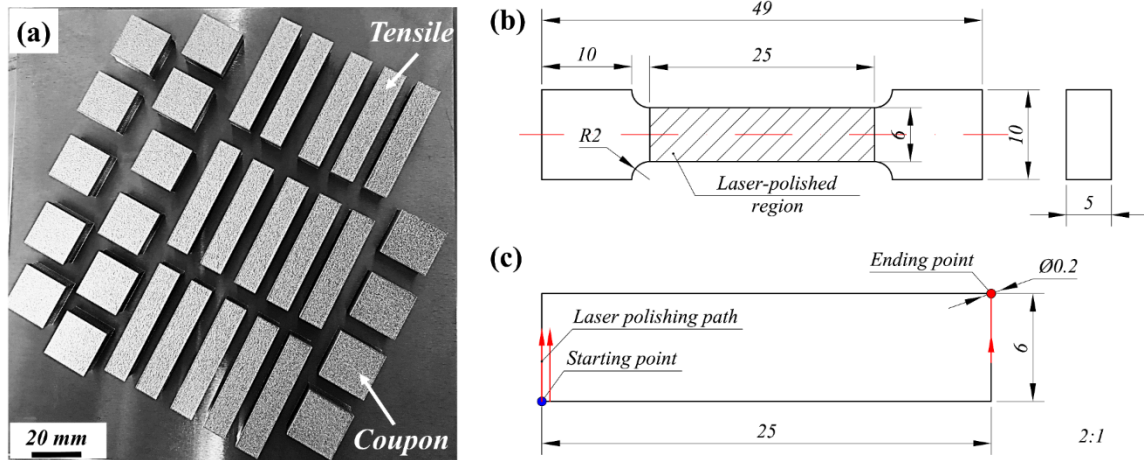 (a)
Tensile
Coupon
20 mm
(b)
49
10
25
R2
6
10
Laser-polished
region
5
(c)
Ending point
Ø0.2
Laser polishing path
Starting point
6
25
2:1